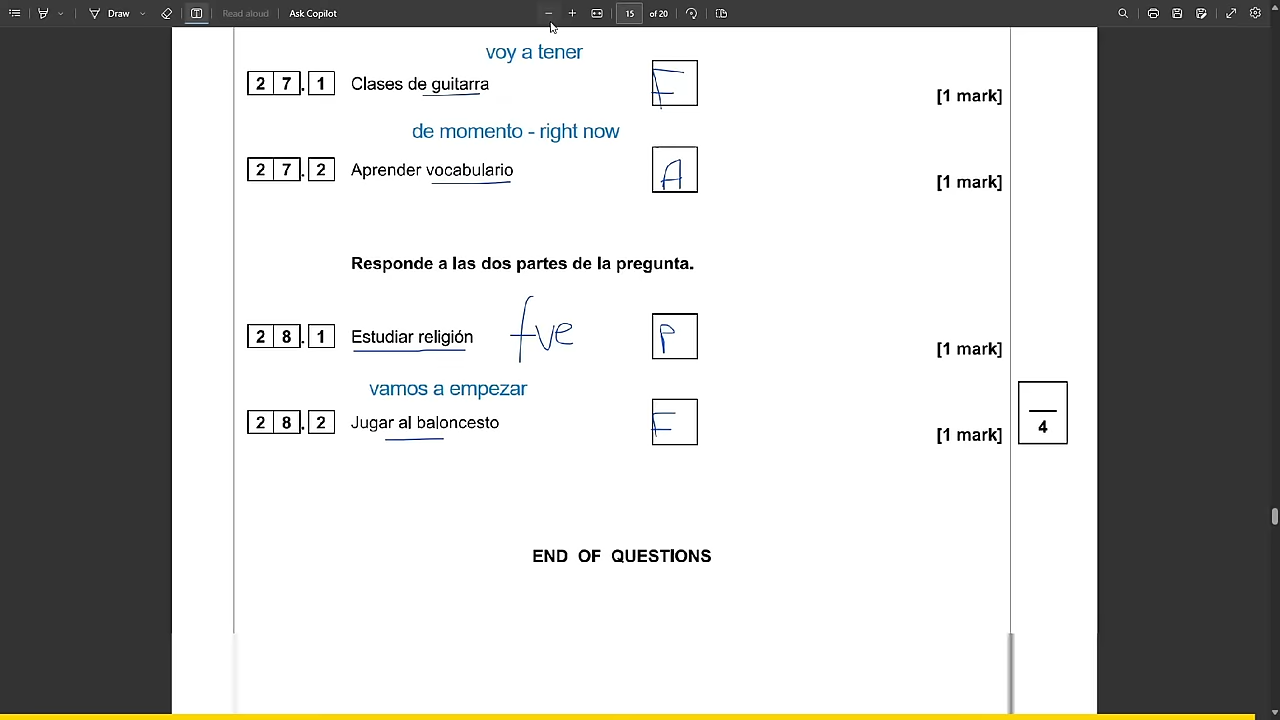 Draw
Read aloud
Ask Copilot
15 of 20
voy a tener
2 7 . 1 Clases de guitarra F [1 mark]
de momento - right now
2 7 . 2 Aprender vocabulario A [1 mark]
Responde a las dos partes de la pregunta.
2 8 . 1 Estudiar religión fue P [1 mark]
vamos a empezar
2 8 . 2 Jugar al baloncesto F [1 mark]
4
END OF QUESTIONS